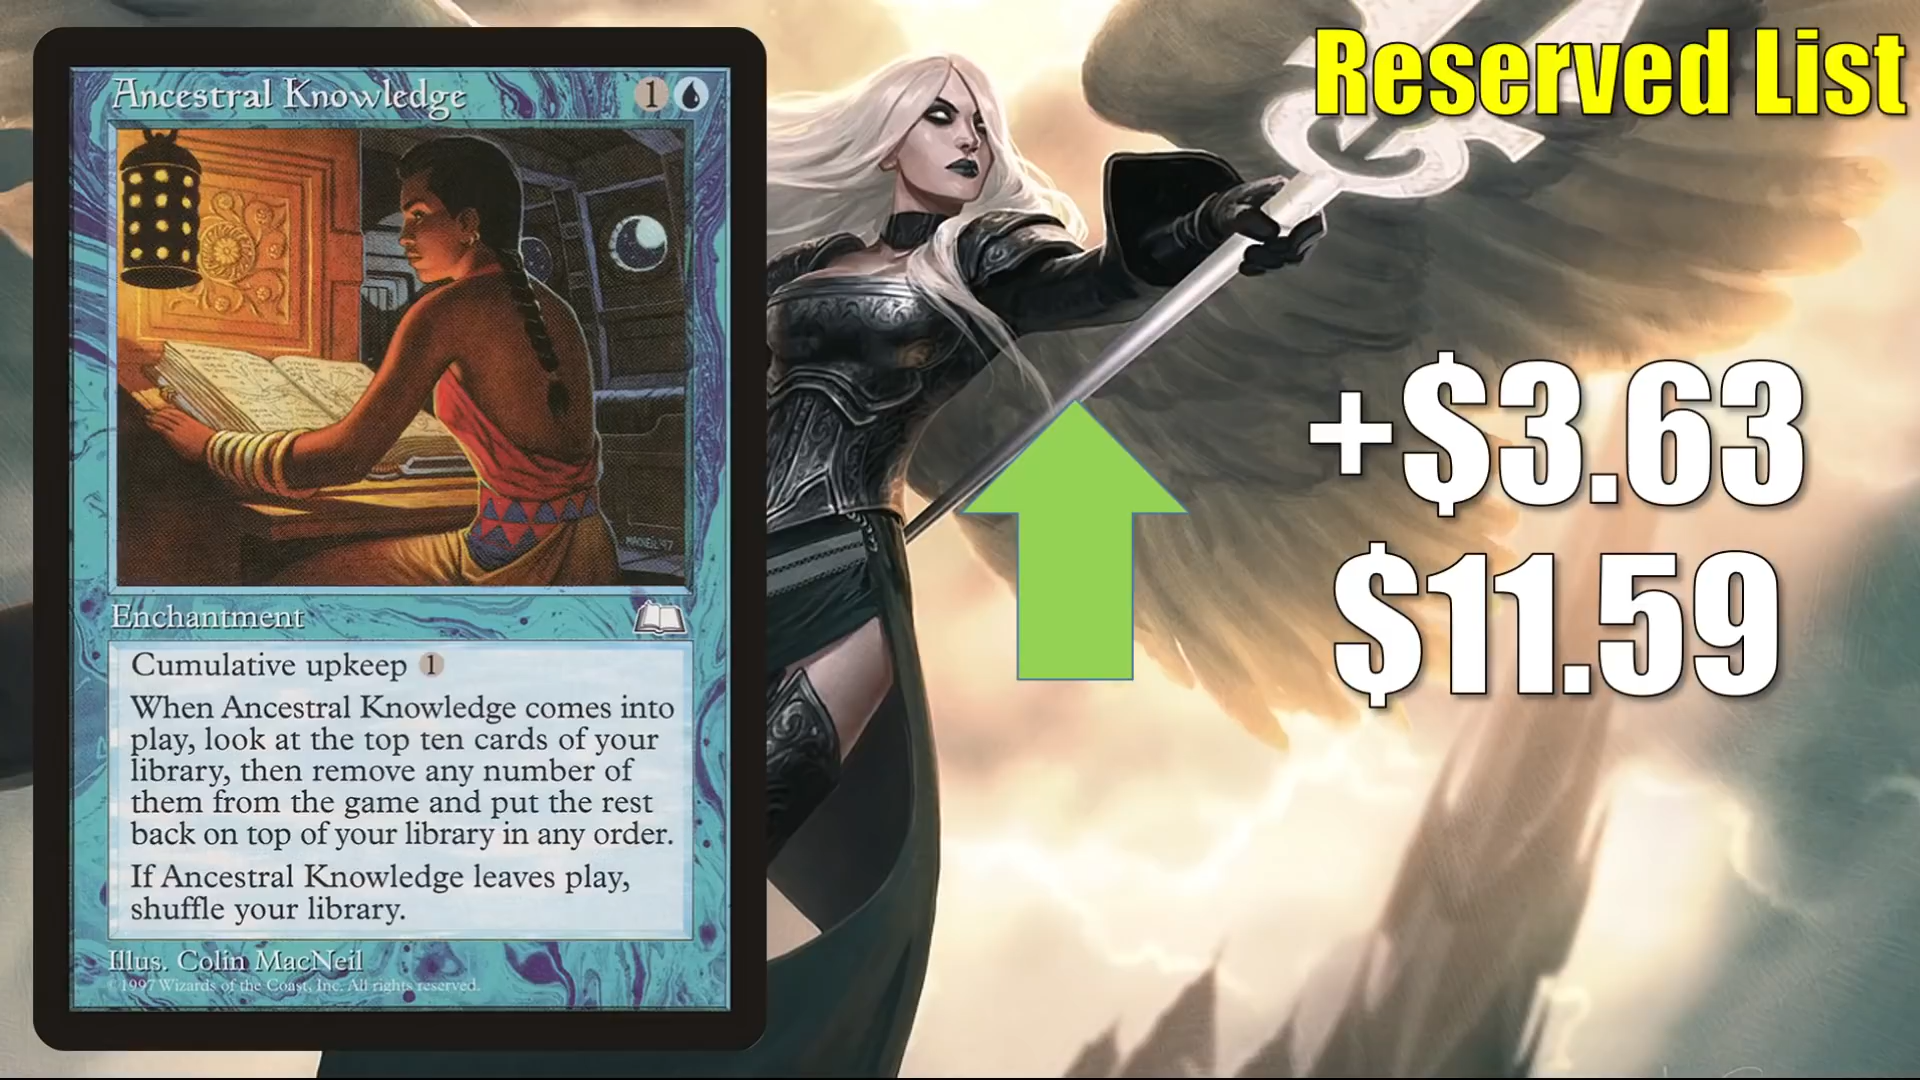 Reserved List
Ancestral Knowledge 1
MACNEIL '97
Enchantment
Cumulative upkeep 1
When Ancestral Knowledge comes into
play, look at the top ten cards of your
library, then remove any number of
them from the game and put the rest
back on top of your library in any order.
If Ancestral Knowledge leaves play,
shuffle your library.
Illus. Colin MacNeil
© 1997 Wizards of the Coast, Inc. All rights reserved.
+$3.63
$11.59